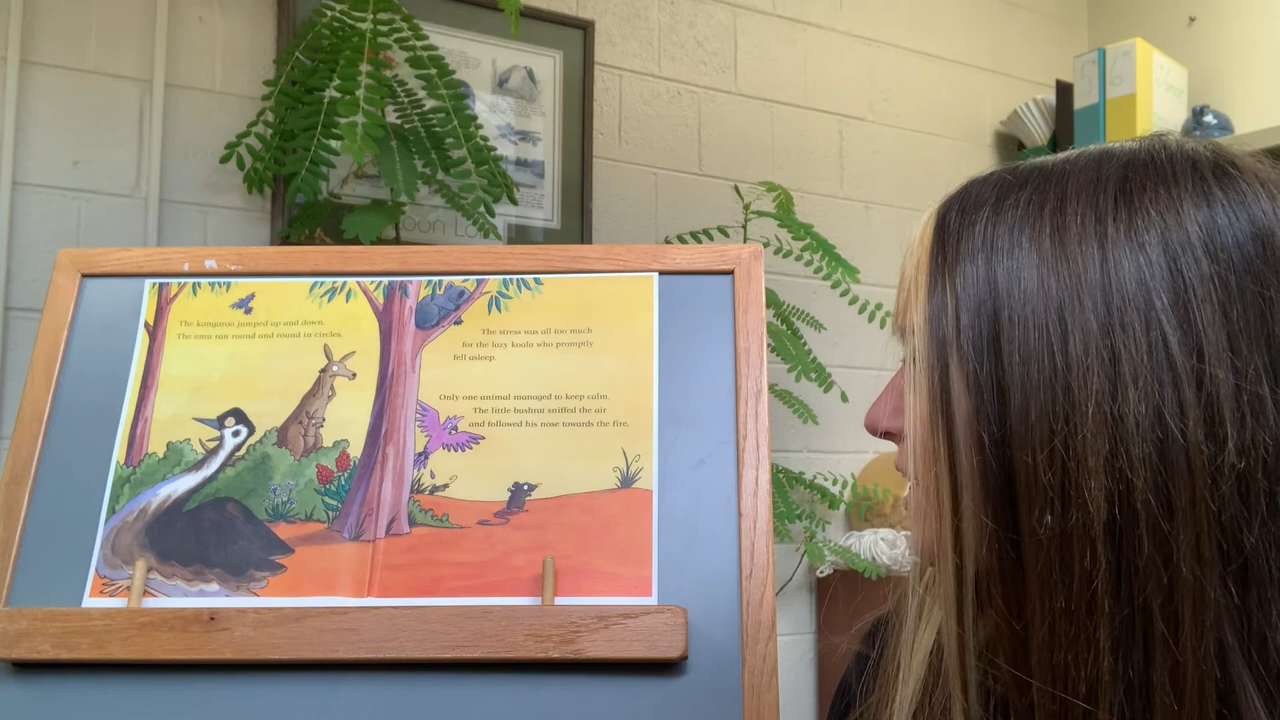 The kangaroo jumped up and down.
The emu ran round and round in circles.
The stress was all too much
for the lazy koala who promptly
fell asleep.
Only one animal managed to keep calm.
The little bushrat sniffed the air
and followed his nose towards the fire.